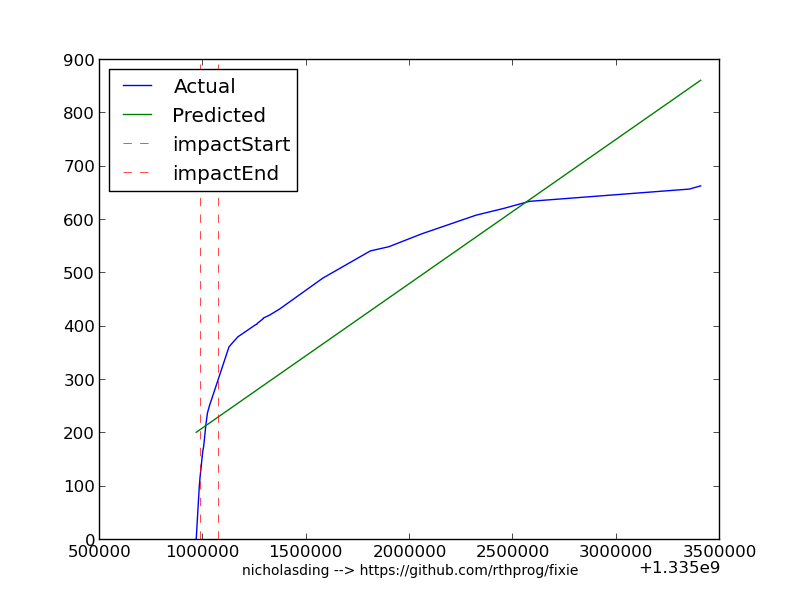 900
800
700
600
500
400
300
200
100
0
Actual
Predicted
impactStart
impactEnd
500000 1000000 1500000 2000000 2500000 3000000 3500000
+1.335e9
nicholasding --> https://github.com/rthprog/fixie